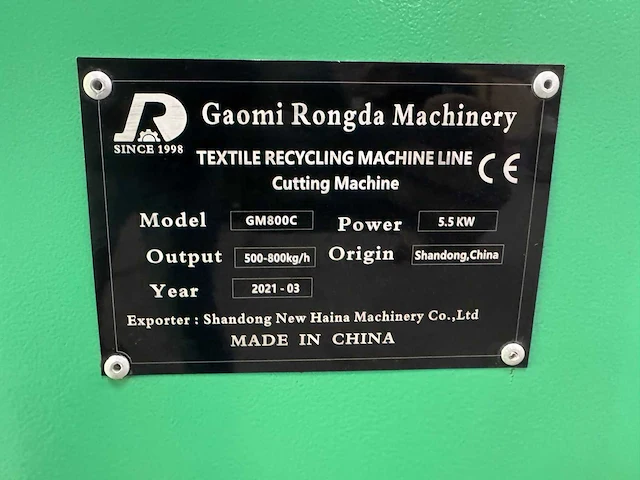 Gaomi Rongda Machinery
SINCE 1998
TEXTILE RECYCLING MACHINE LINE CE
Cutting Machine
Model GM800C Power 5.5 KW
Output 500-800kg/h Origin Shandong,China
Year 2021 - 03
Exporter : Shandong New Haina Machinery Co.,Ltd
MADE IN CHINA